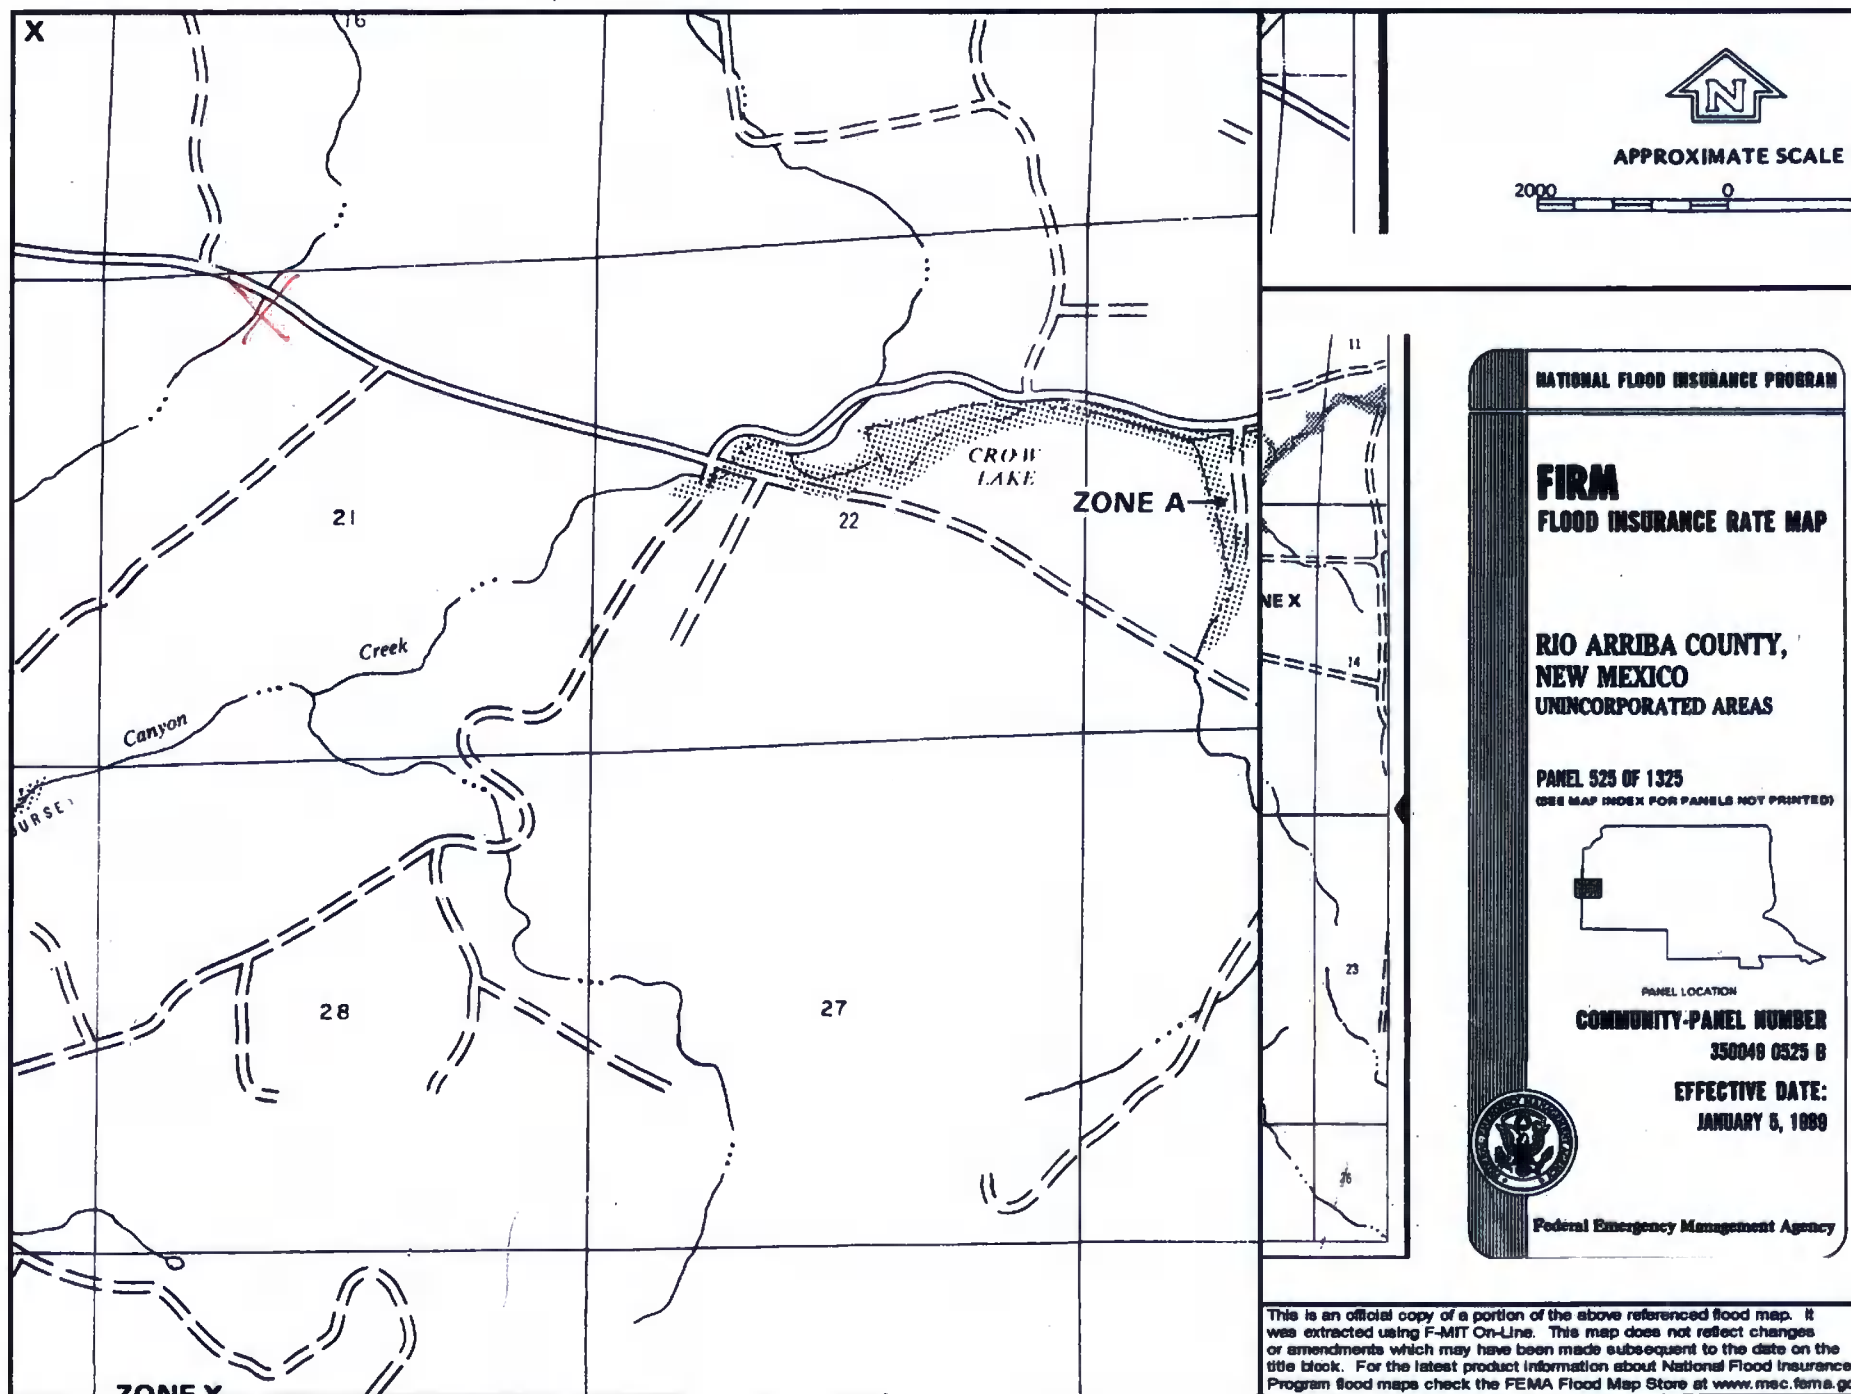 X
16
21
22
CROW
LAKE
ZONE A
Creek
Canyon
28
27
11
NE X
14
23
26
APPROXIMATE SCALE
2000 0
N
NATIONAL FLOOD INSURANCE PROGRAM
FIRM
FLOOD INSURANCE RATE MAP
RIO ARRIBA COUNTY,
NEW MEXICO
UNINCORPORATED AREAS
PANEL 525 OF 1325
(SEE MAP INDEX FOR PANELS NOT PRINTED)
PANEL LOCATION
COMMUNITY-PANEL NUMBER
350049 0525 B
EFFECTIVE DATE:
JANUARY 5, 1989
Federal Emergency Management Agency
This is an official copy of a portion of the above referenced flood map. It
was extracted using F-MIT On-Line. This map does not reflect changes
or amendments which may have been made subsequent to the date on the
title block. For the latest product information about National Flood Insurance
Program flood maps check the FEMA Flood Map Store at www.msc.fema.go
ZONE X